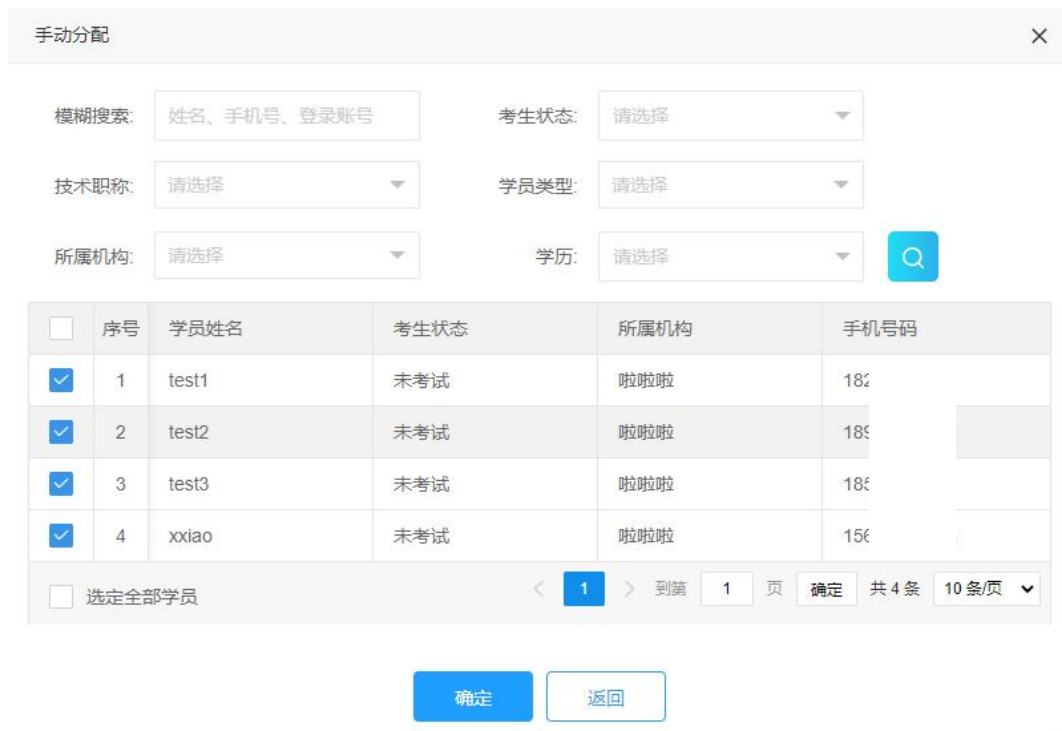 手动分配
模糊搜索: 姓名、手机号、登录账号 考生状态: 请选择
技术职称: 请选择 学员类型: 请选择
所属机构: 请选择 学历: 请选择
序号 学员姓名 考生状态 所属机构 手机号码
1 test1 未考试 啦啦啦 182
2 test2 未考试 啦啦啦 189
3 test3 未考试 啦啦啦 185
4 xxiao 未考试 啦啦啦 156
选定全部学员 1 到第 1 页 确定 共 4 条 10 条/页
确定 返回